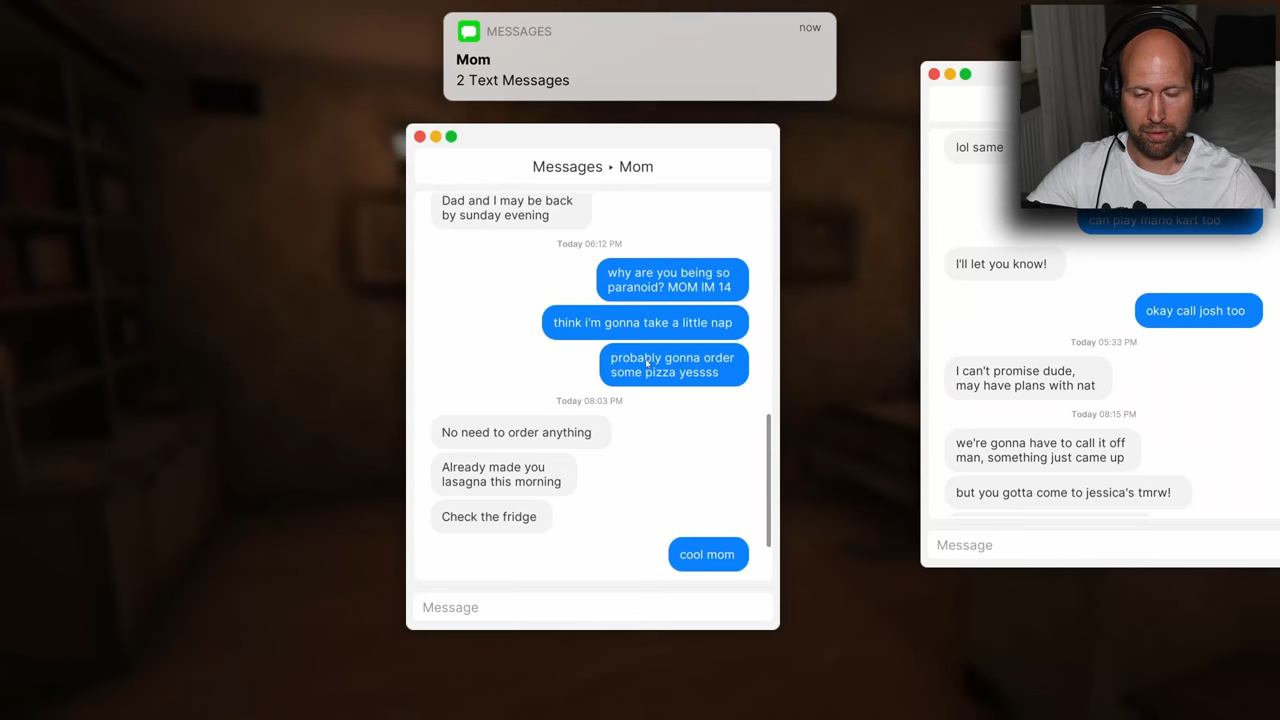 MESSAGES
now
Mom
2 Text Messages
Messages ‣ Mom
Dad and I may be back
by sunday evening
Today 06:12 PM
why are you being so
paranoid? MOM IM 14
think i'm gonna take a little nap
probably gonna order
some pizza yessss
Today 08:03 PM
No need to order anything
Already made you
lasagna this morning
Check the fridge
cool mom
Message
lol same
can play mario kart too
I'll let you know!
okay call josh too
Today 05:33 PM
I can't promise dude,
may have plans with nat
Today 08:15 PM
we're gonna have to call it off
man, something just came up
but you gotta come to jessica's tmrw!
Message